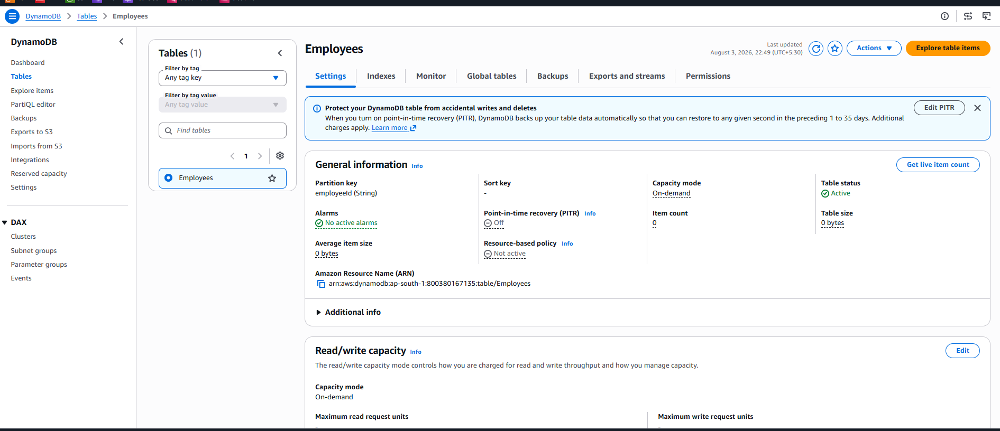 DynamoDB > Tables > Employees
DynamoDB
Dashboard
Tables
Explore items
PartiQL editor
Backups
Exports to S3
Imports from S3
Integrations
Reserved capacity
Settings
DAX
Clusters
Subnet groups
Parameter groups
Events
Tables (1)
Filter by tag
Any tag key
Filter by tag value
Any tag value
Find tables
1
Employees
Employees
Last updated
August 3, 2026, 22:49 (UTC+5:30)
Actions
Explore table items
Settings
Indexes
Monitor
Global tables
Backups
Exports and streams
Permissions
Protect your DynamoDB table from accidental writes and deletes
When you turn on point-in-time recovery (PITR), DynamoDB backs up your table data automatically so that you can restore to any given second in the preceding 1 to 35 days. Additional
charges apply. Learn more
Edit PITR
General information Info
Get live item count
Partition key
employeeId (String)
Sort key
-
Capacity mode
On-demand
Table status
Active
Alarms
No active alarms
Point-in-time recovery (PITR) Info
Off
Item count
0
Table size
0 bytes
Average item size
0 bytes
Resource-based policy Info
Not active
Amazon Resource Name (ARN)
arn:aws:dynamodb:ap-south-1:800380167135:table/Employees
Additional info
Read/write capacity Info
Edit
The read/write capacity mode controls how you are charged for read and write throughput and how you manage capacity.
Capacity mode
On-demand
Maximum read request units
-
Maximum write request units
-